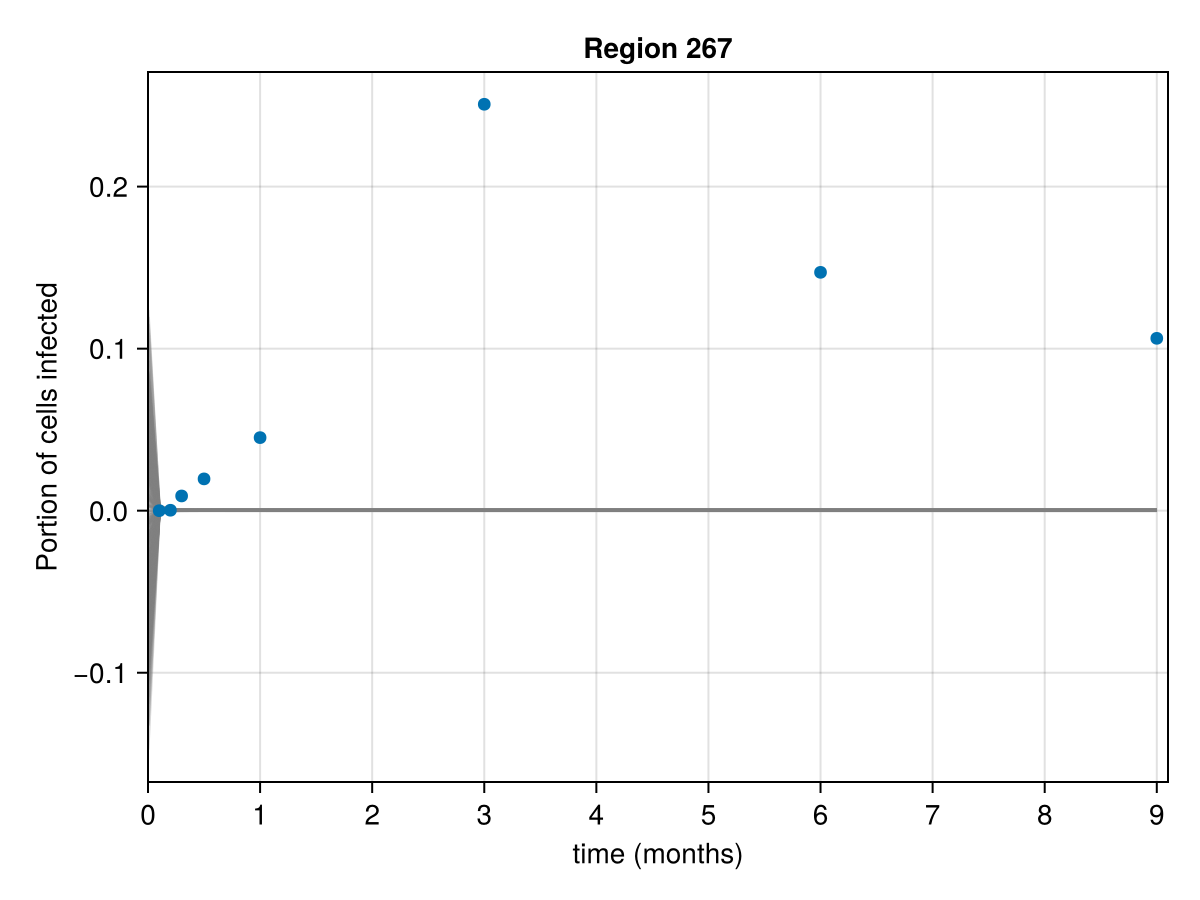 Region 267
Portion of cells infected
0.2
0.1
0.0
−0.1
0 1 2 3 4 5 6 7 8 9
time (months)